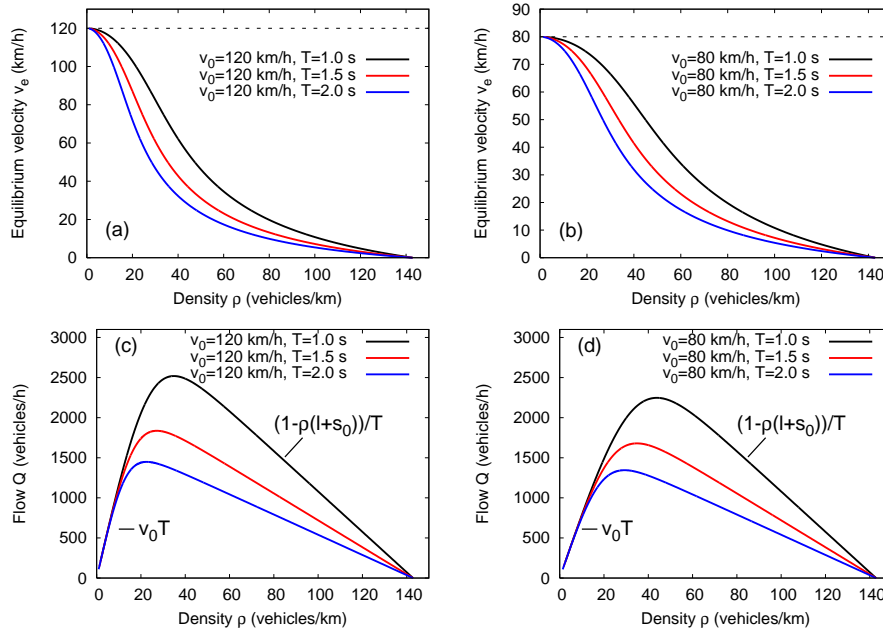 Equilibrium velocity vₑ (km/h)
140
120
100
80
60
40
20
0
v₀=120 km/h, T=1.0 s
v₀=120 km/h, T=1.5 s
v₀=120 km/h, T=2.0 s
(a)
0 20 40 60 80 100 120 140
Density ρ (vehicles/km)
Equilibrium velocity vₑ (km/h)
90
80
70
60
50
40
30
20
10
0
v₀=80 km/h, T=1.0 s
v₀=80 km/h, T=1.5 s
v₀=80 km/h, T=2.0 s
(b)
0 20 40 60 80 100 120 140
Density ρ (vehicles/km)
Flow Q (vehicles/h)
3000
2500
2000
1500
1000
500
0
(c)
v₀=120 km/h, T=1.0 s
v₀=120 km/h, T=1.5 s
v₀=120 km/h, T=2.0 s
(1-ρ(l+s₀))/T
v₀T
0 20 40 60 80 100 120 140
Density ρ (vehicles/km)
Flow Q (vehicles/h)
3000
2500
2000
1500
1000
500
0
(d)
v₀=80 km/h, T=1.0 s
v₀=80 km/h, T=1.5 s
v₀=80 km/h, T=2.0 s
(1-ρ(l+s₀))/T
v₀T
0 20 40 60 80 100 120 140
Density ρ (vehicles/km)